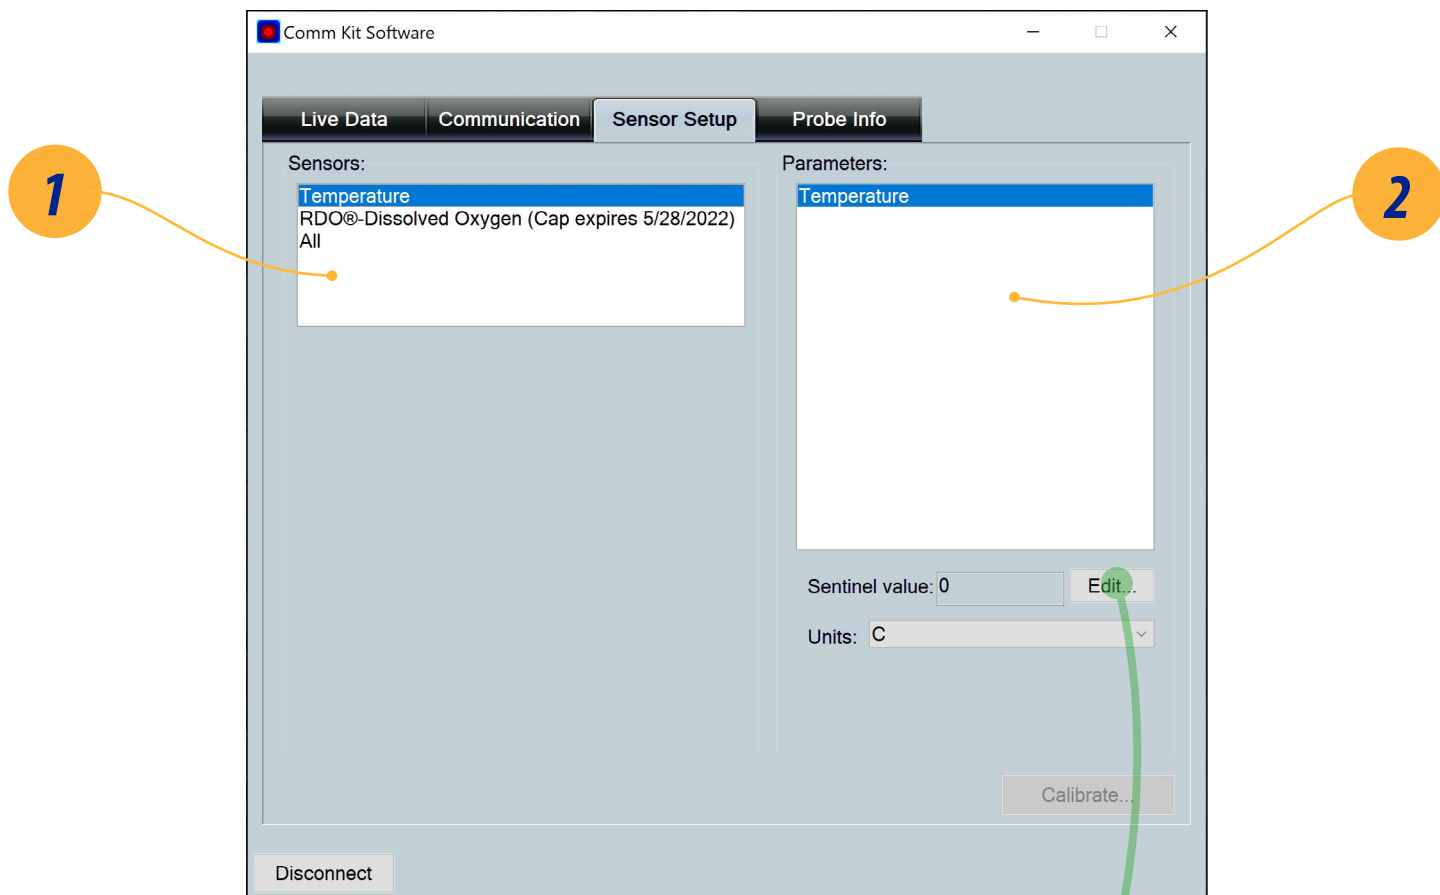 Comm Kit Software
Live Data Communication Sensor Setup Probe Info
Sensors:
Temperature
RDO®-Dissolved Oxygen (Cap expires 5/28/2022)
All
Parameters:
Temperature
Sentinel value: 0 Edit...
Units: C
Calibrate...
Disconnect
1
2